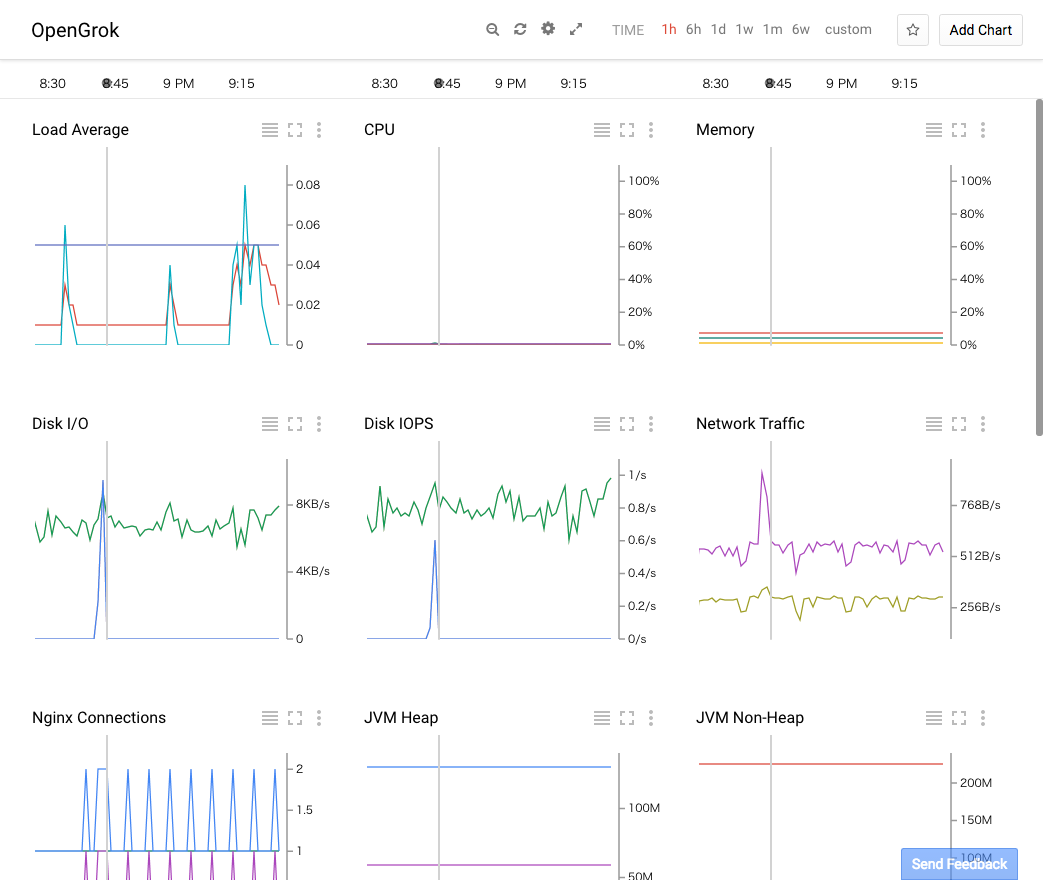 OpenGrok
TIME 1h 6h 1d 1w 1m 6w custom
Add Chart
8:30 8:45 9 PM 9:15 8:30 8:45 9 PM 9:15 8:30 8:45 9 PM 9:15
Load Average
0.08
0.06
0.04
0.02
0
CPU
100%
80%
60%
40%
20%
0%
Memory
100%
80%
60%
40%
20%
0%
Disk I/O
8KB/s
4KB/s
0
Disk IOPS
1/s
0.8/s
0.6/s
0.4/s
0.2/s
0/s
Network Traffic
768B/s
512B/s
256B/s
Nginx Connections
2
1.5
1
JVM Heap
100M
50M
JVM Non-Heap
200M
150M
100M
Send Feedback